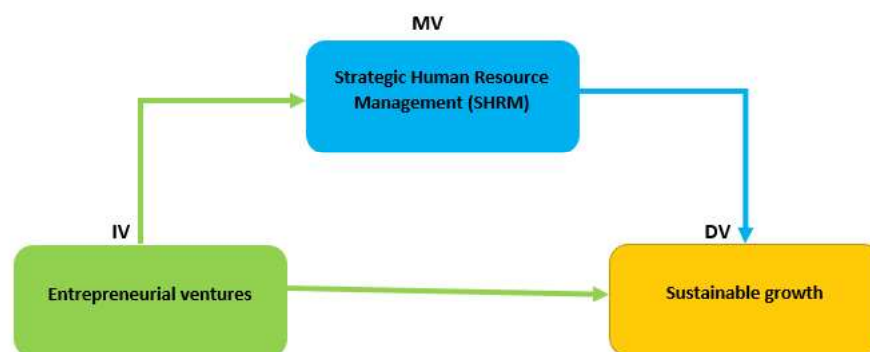 MV
Strategic Human Resource
Management (SHRM)
IV
DV
Entrepreneurial ventures
Sustainable growth